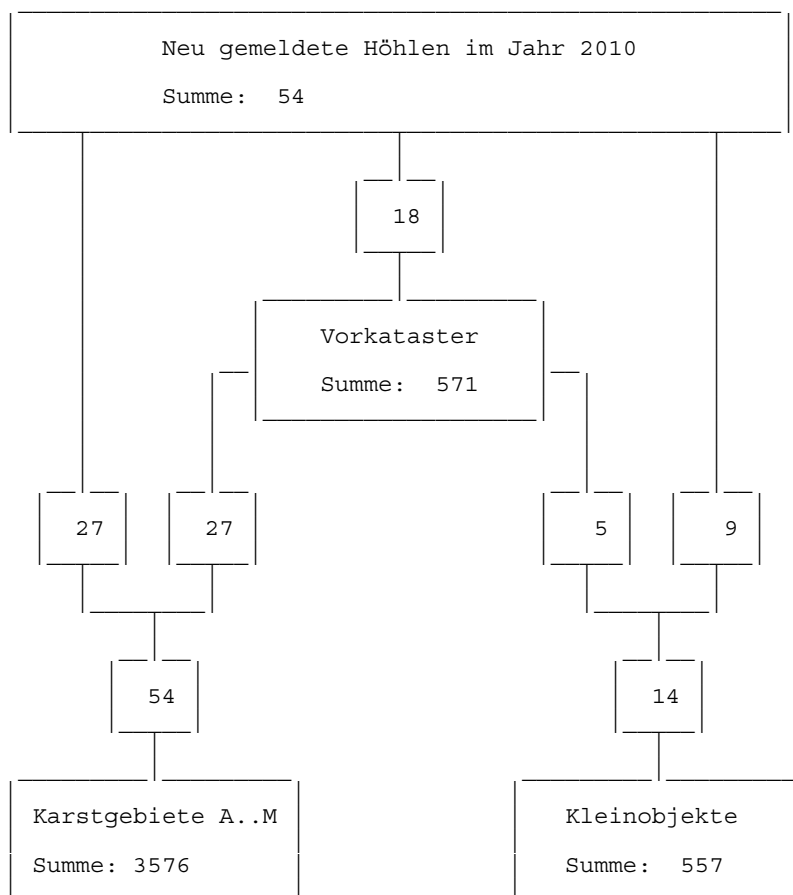 Neu gemeldete Höhlen im Jahr 2010
Summe: 54
18
Vorkataster
Summe: 571
27 27 5 9
54 14
Karstgebiete A..M Kleinobjekte
Summe: 3576 Summe: 557